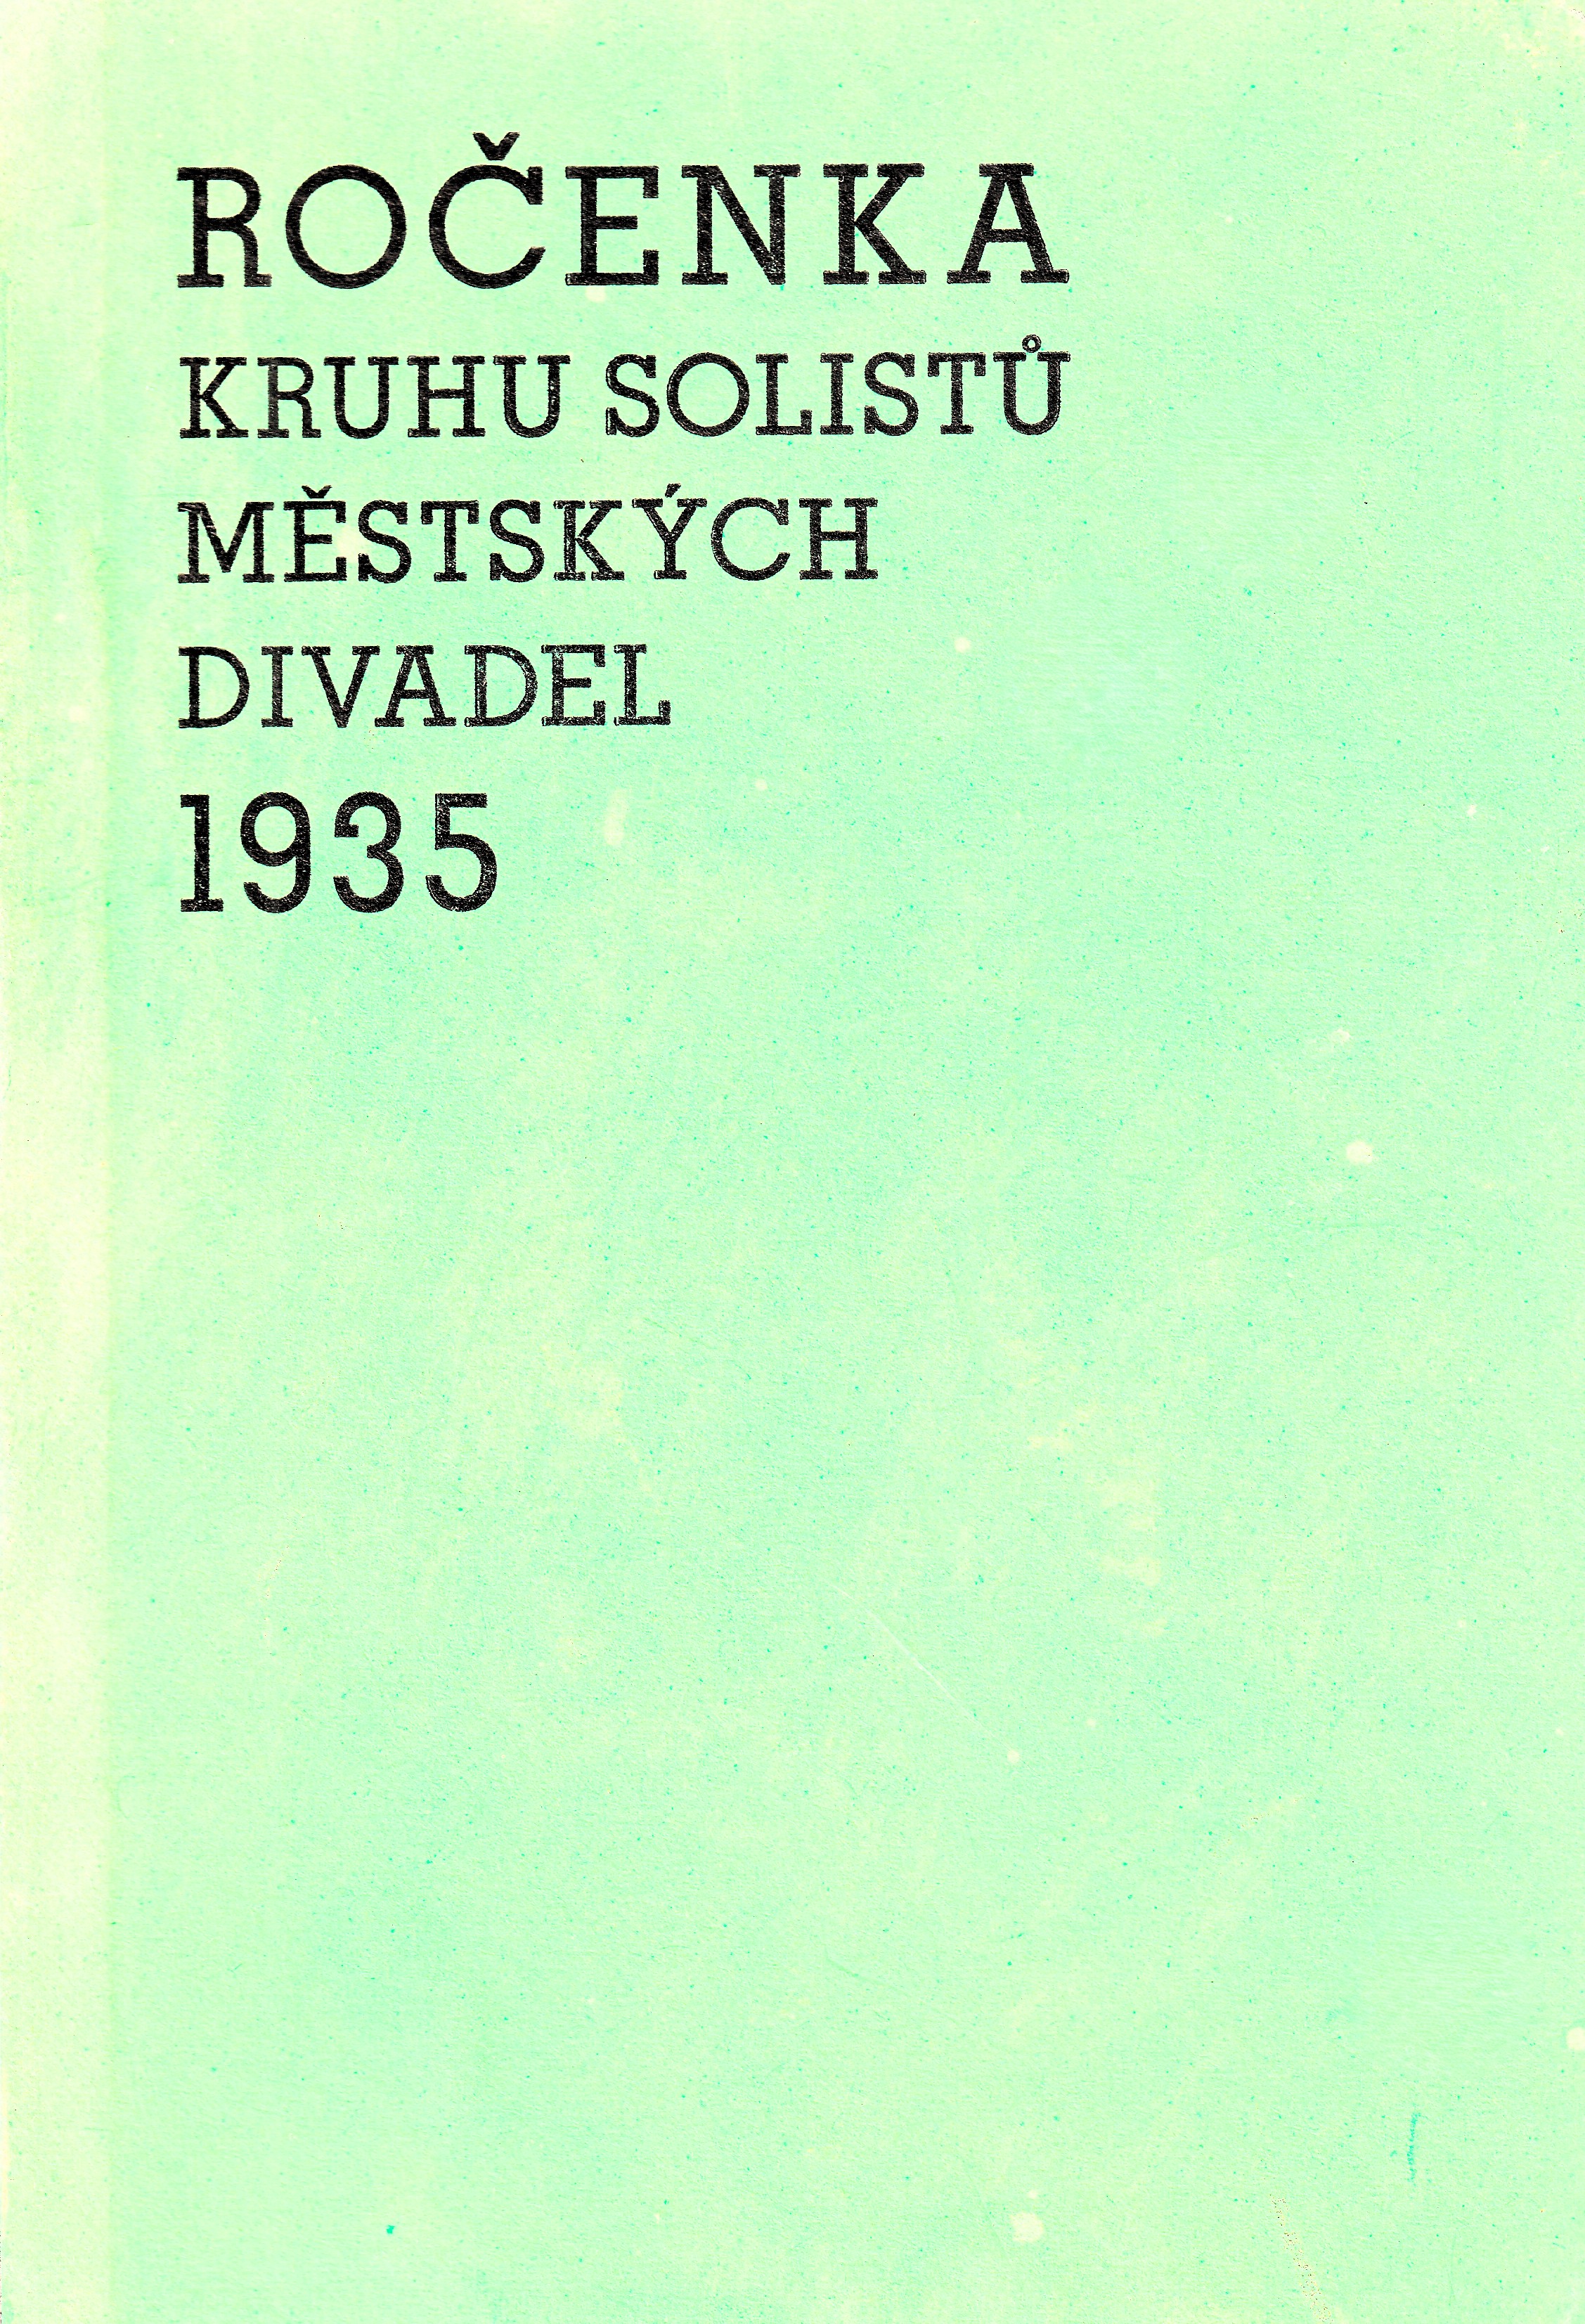 ROČENKA
KRUHU SOLISTŮ
MĚSTSKÝCH
DIVADEL
1935